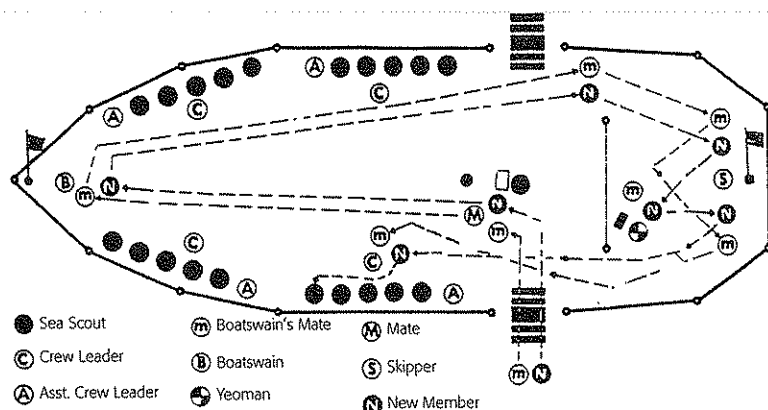 A
C
A
C
m
N
m
N
B
m
N
N
M
m
m
N
S
N
m
m
N
C
A
m
C
N
A
Sea Scout
m Boatswain's Mate
M Mate
C Crew Leader
B Boatswain
S Skipper
A Asst. Crew Leader
Yeoman
N New Member
m N